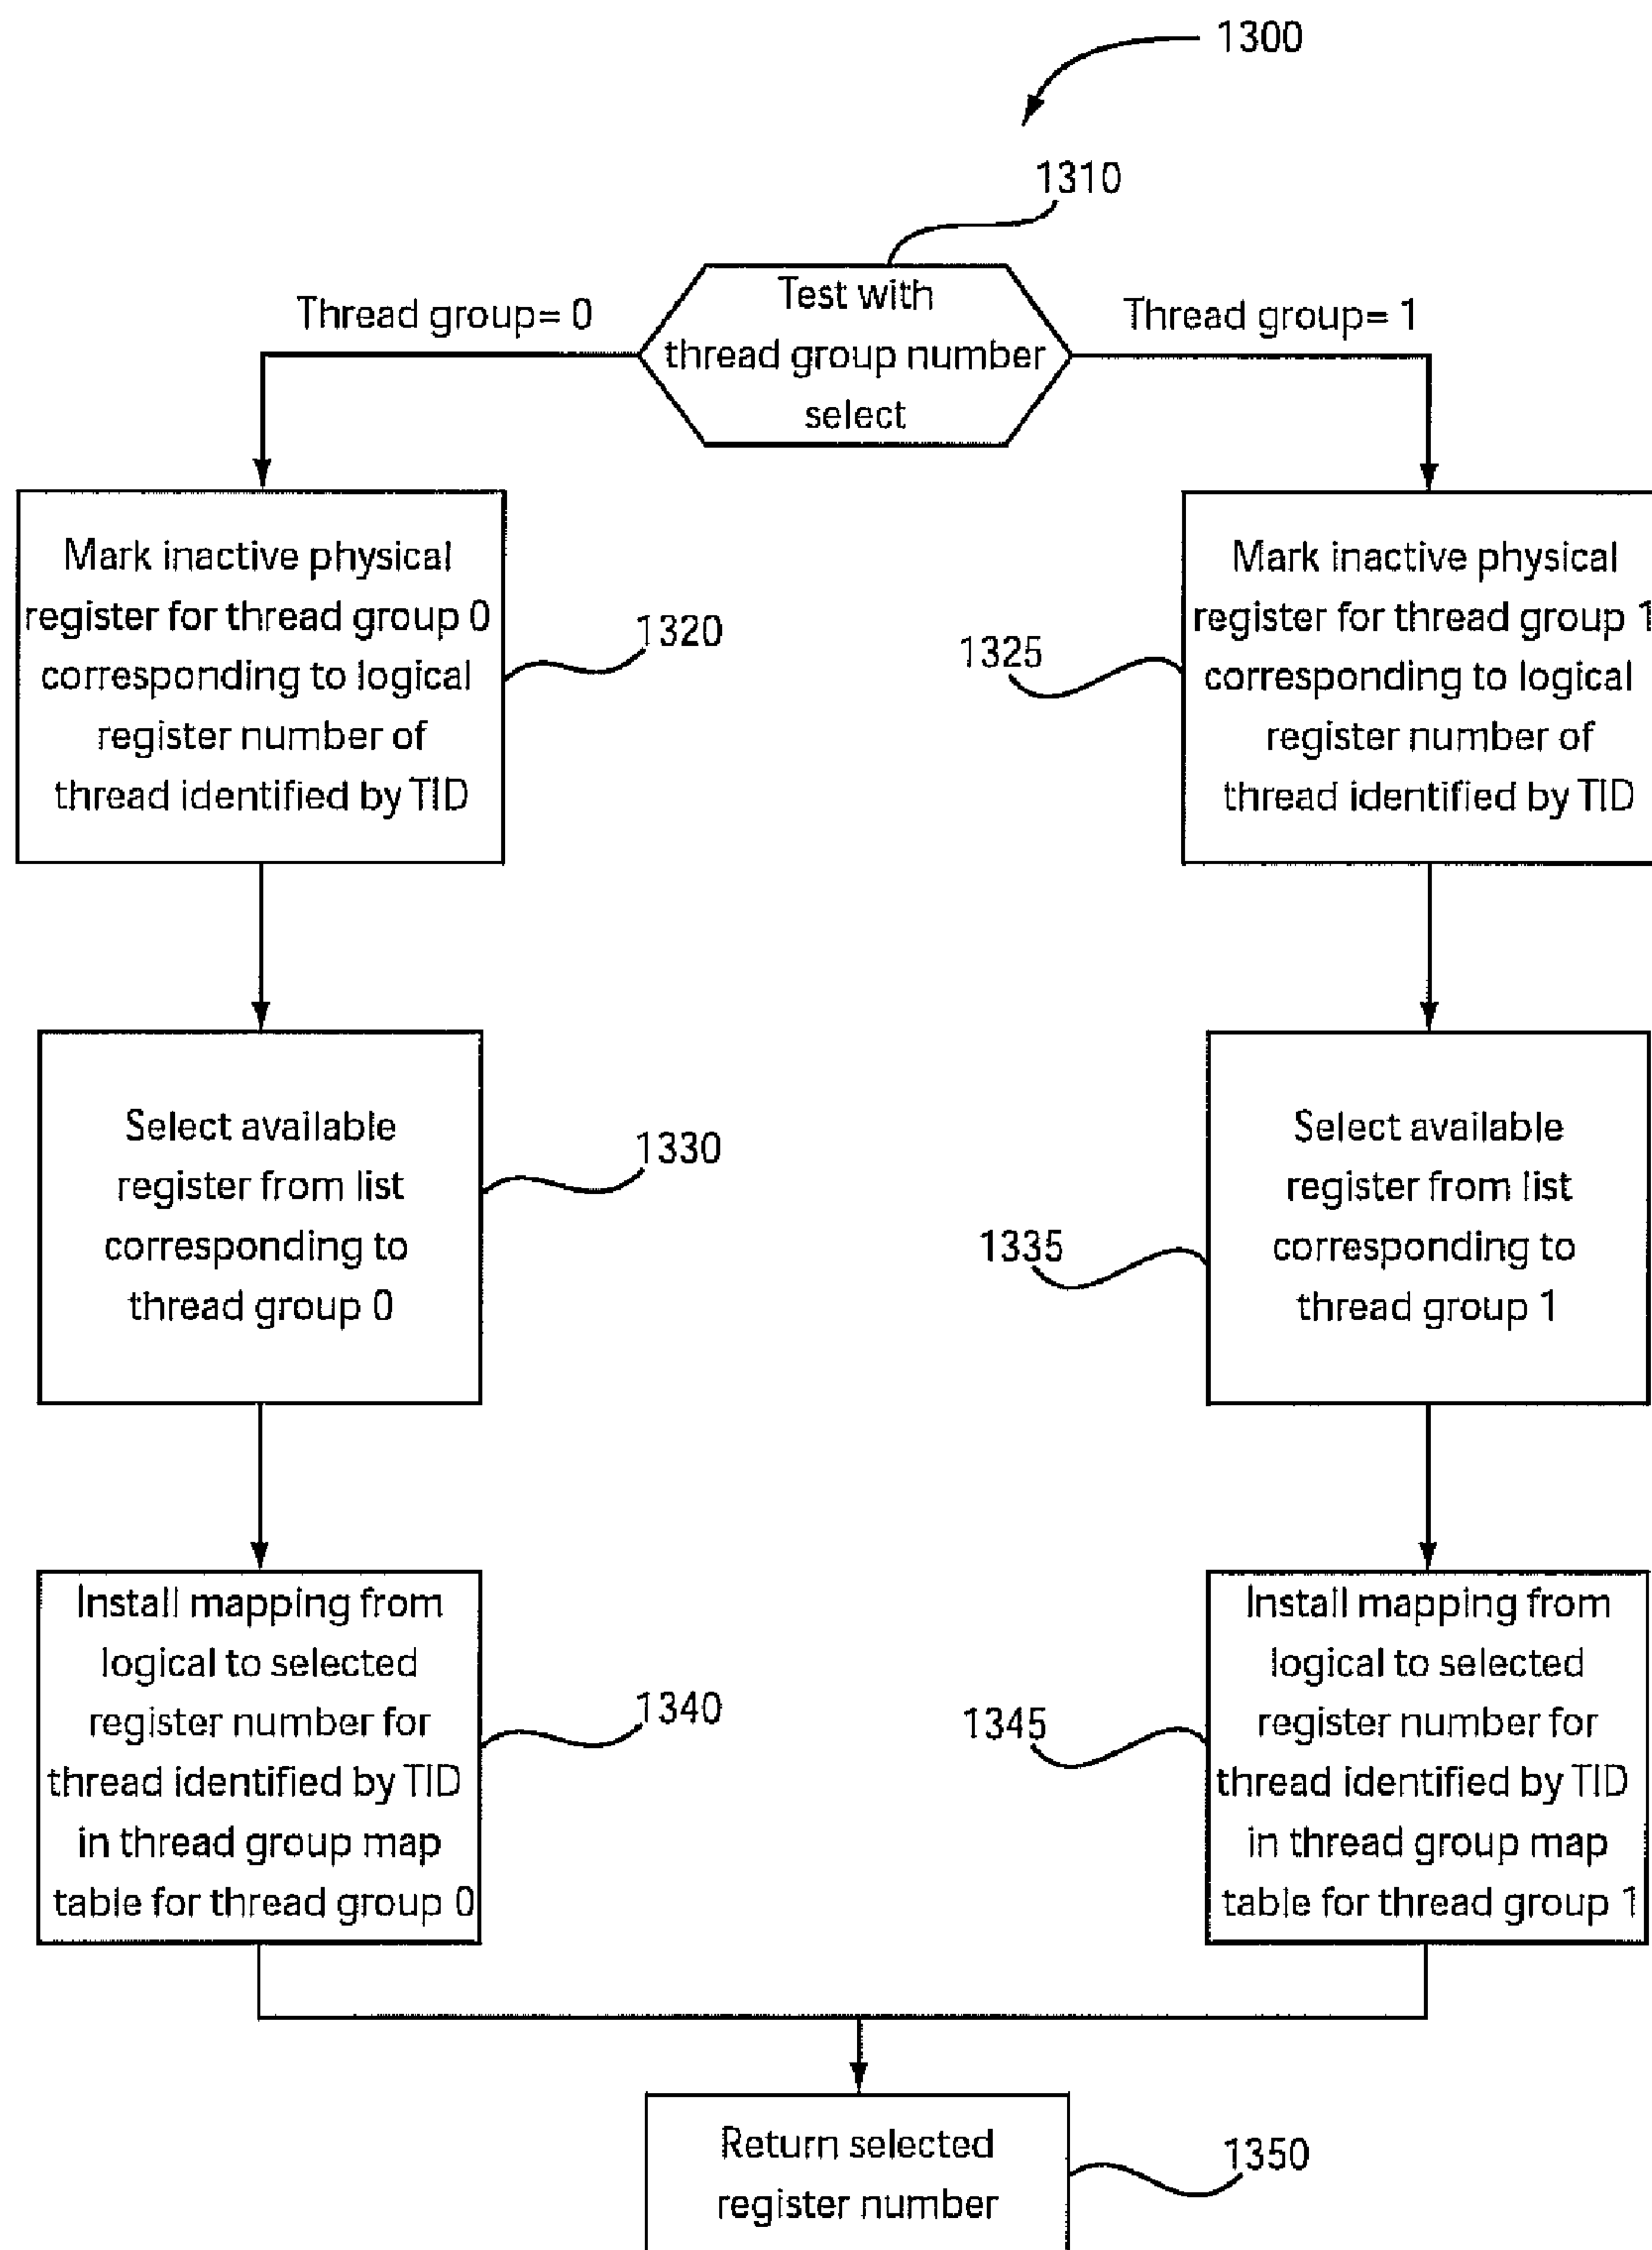 1300
1310
Thread group= 0
Test with
thread group number
select
Thread group= 1
Mark inactive physical
register for thread group 0
corresponding to logical
register number of
thread identified by TID
1320
1325
Mark inactive physical
register for thread group 1
corresponding to logical
register number of
thread identified by TID
Select available
register from list
corresponding to
thread group 0
1330
1335
Select available
register from list
corresponding to
thread group 1
Install mapping from
logical to selected
register number for
thread identified by TID
in thread group map
table for thread group 0
1340
1345
Install mapping from
logical to selected
register number for
thread identified by TID
in thread group map
table for thread group 1
Return selected
register number
1350